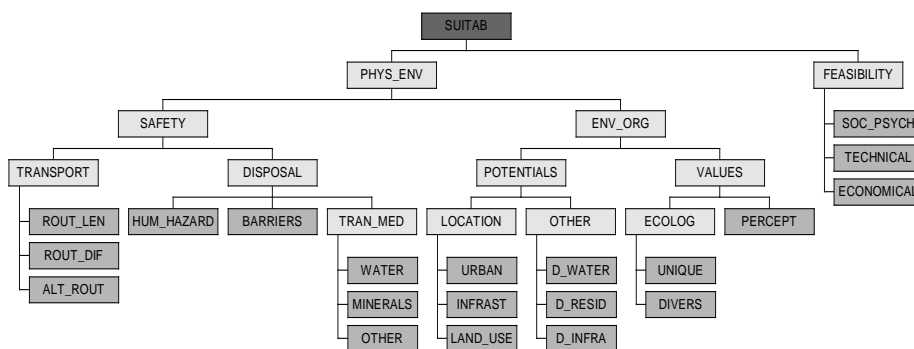 SUITAB
PHYS_ENV
FEASIBILITY
SAFETY
ENV_ORG
SOC_PSYCH
TECHNICAL
ECONOMICAL
TRANSPORT
DISPOSAL
POTENTIALS
VALUES
ROUT_LEN
ROUT_DIF
ALT_ROUT
HUM_HAZARD
BARRIERS
TRAN_MED
LOCATION
OTHER
ECOLOG
PERCEPT
WATER
MINERALS
OTHER
URBAN
INFRAST
LAND_USE
D_WATER
D_RESID
D_INFRA
UNIQUE
DIVERS